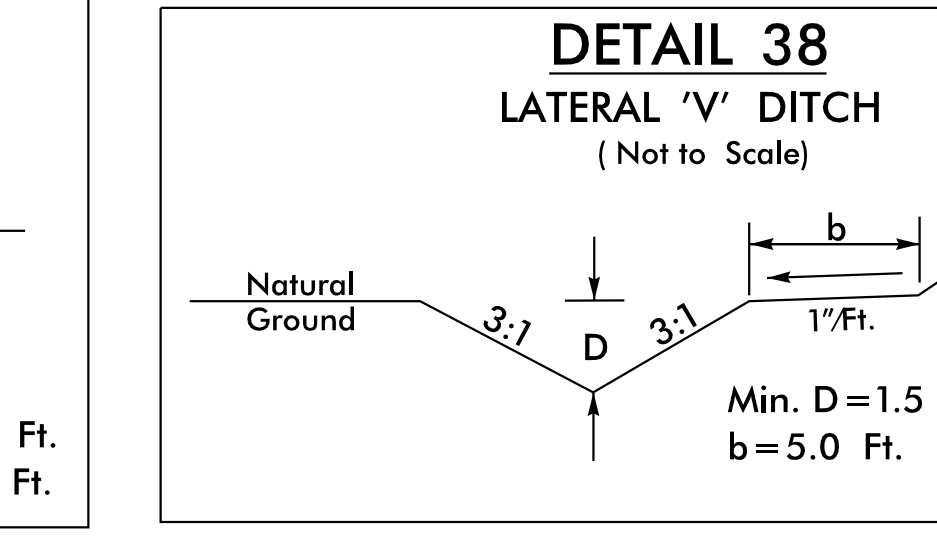 Ft.
Ft.
DETAIL 38
LATERAL 'V' DITCH
( Not to Scale)
b
Natural
Ground
3:1
D
3:1
1"/Ft.
Min. D=1.5
b=5.0 Ft.